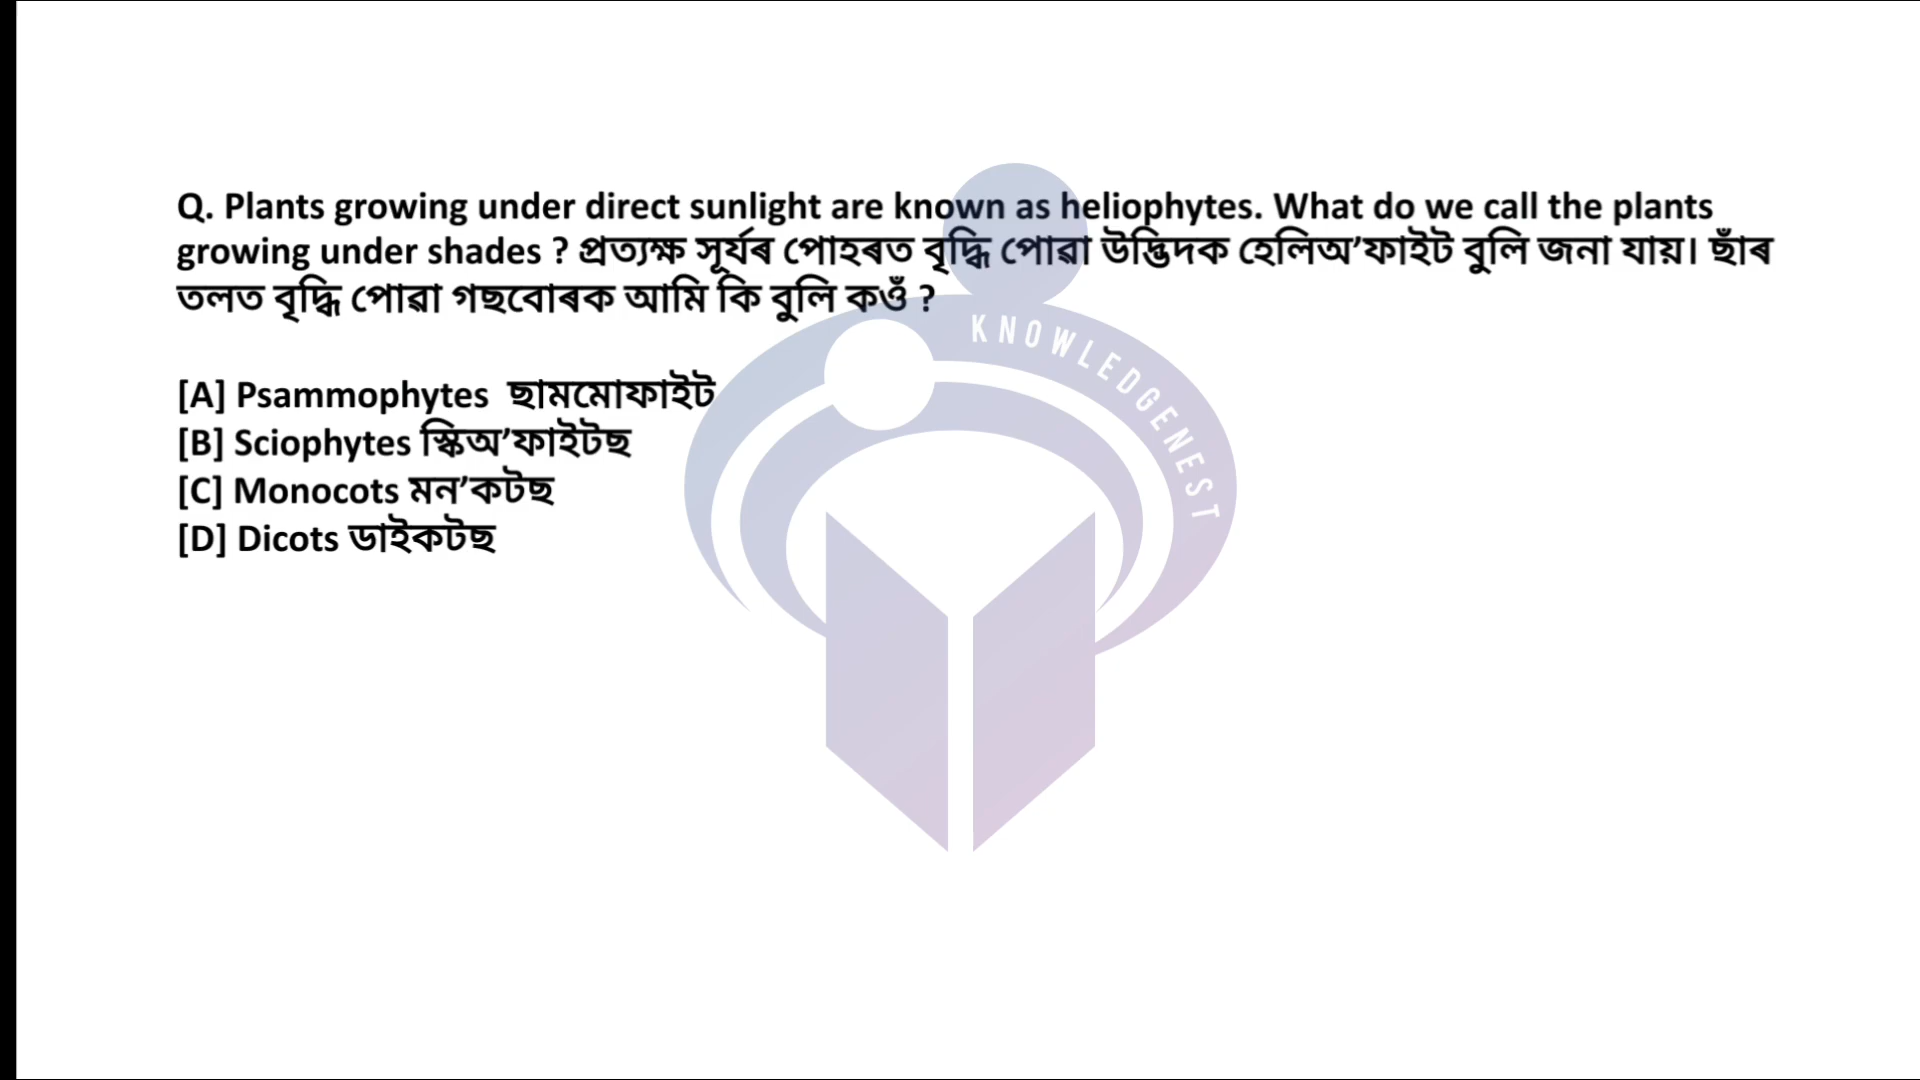 Q. Plants growing under direct sunlight are known as heliophytes. What do we call the plants
growing under shades ? প্ৰত্যক্ষ সূৰ্যৰ পোহৰত বৃদ্ধি পোৱা উদ্ভিদক হেলিঅ’ফাইট বুলি জনা যায়। ছাঁৰ
তলত বৃদ্ধি পোৱা গছবোৰক আমি কি বুলি কওঁ ?
KNOWLEDGENEST
[A] Psammophytes ছামমোফাইট
[B] Sciophytes স্কিঅ’ফাইটছ
[C] Monocots মন’কটছ
[D] Dicots ডাইকটছ